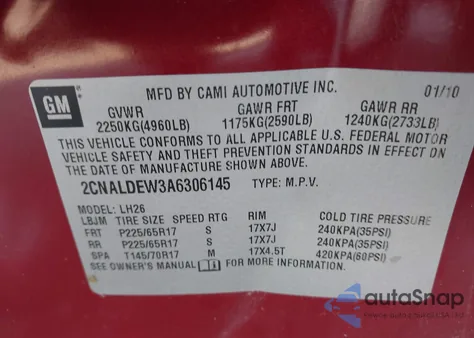 GM
MFD BY CAMI AUTOMOTIVE INC. 01/10
GVWR GAWR FRT GAWR RR
2250KG(4960LB) 1175KG(2590LB) 1240KG(2733LB)
THIS VEHICLE CONFORMS TO ALL APPLICABLE U.S. FEDERAL MOTOR
VEHICLE SAFETY AND THEFT PREVENTION STANDARDS IN EFFECT ON
THE DATE OF MANUFACTURE SHOWN ABOVE.
2CNALDEW3A6306145 TYPE: M.P.V.
MODEL: LH26
LBJM TIRE SIZE SPEED RTG RIM COLD TIRE PRESSURE
FRT P225/65R17 S 17X7J 240KPA(35PSI)
RR P225/65R17 S 17X7J 240KPA(35PSI)
SPA T145/70R17 M 17X4.5T 420KPA(60PSI)
SEE OWNER'S MANUAL FOR MORE INFORMATION.
autoSnap